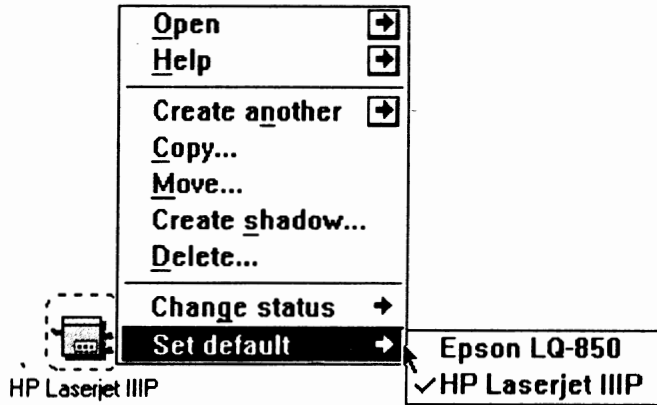 Open
Help
Create another
Copy...
Move...
Create shadow...
Delete...
Change status
Set default
Epson LQ-850
✓HP Laserjet IIIP
HP Laserjet IIIP